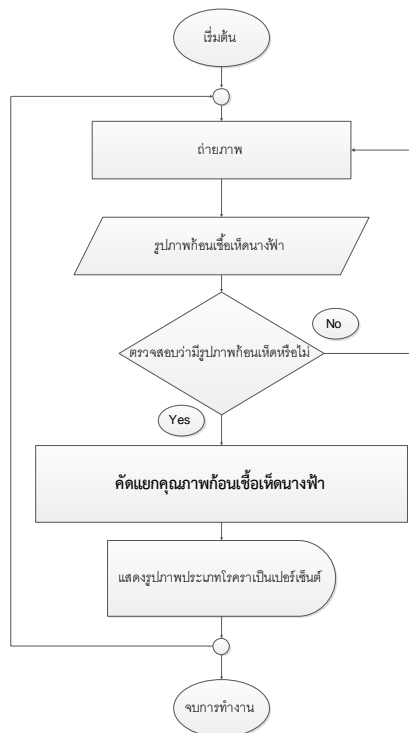 เริ่มต้น
ถ่ายภาพ
รูปภาพก้อนเชื้อเห็ดนางฟ้า
No
ตรวจสอบว่ามีรูปภาพก้อนเห็ดหรือไม่
Yes
คัดแยกคุณภาพก้อนเชื้อเห็ดนางฟ้า
แสดงรูปภาพประเภทโรคราเป็นเปอร์เซ็นต์
จบการทำงาน